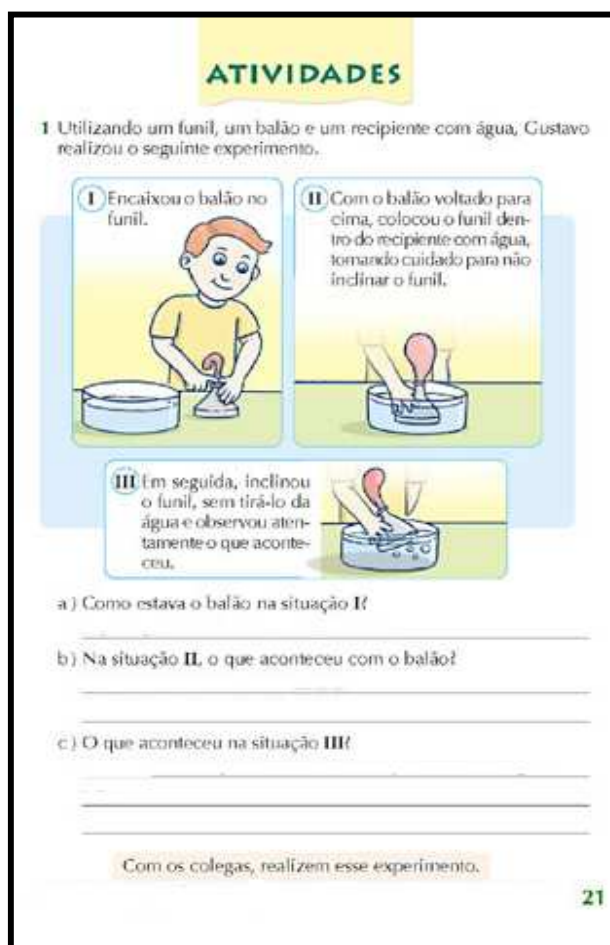 ATIVIDADES
1 Utilizando um funil, um balão e um recipiente com água, Gustavo
realizou o seguinte experimento.
I Encaixou o balão no
funil.
II Com o balão voltado para
cima, colocou o funil den-
tro do recipiente com água,
tomando cuidado para não
inclinar o funil.
III Em seguida, inclinou
o funil, sem tirá-lo da
água e observou aten-
tamente o que aconte-
ceu.
a) Como estava o balão na situação I?
b) Na situação II, o que aconteceu com o balão?
c) O que aconteceu na situação III?
Com os colegas, realizem esse experimento.
21